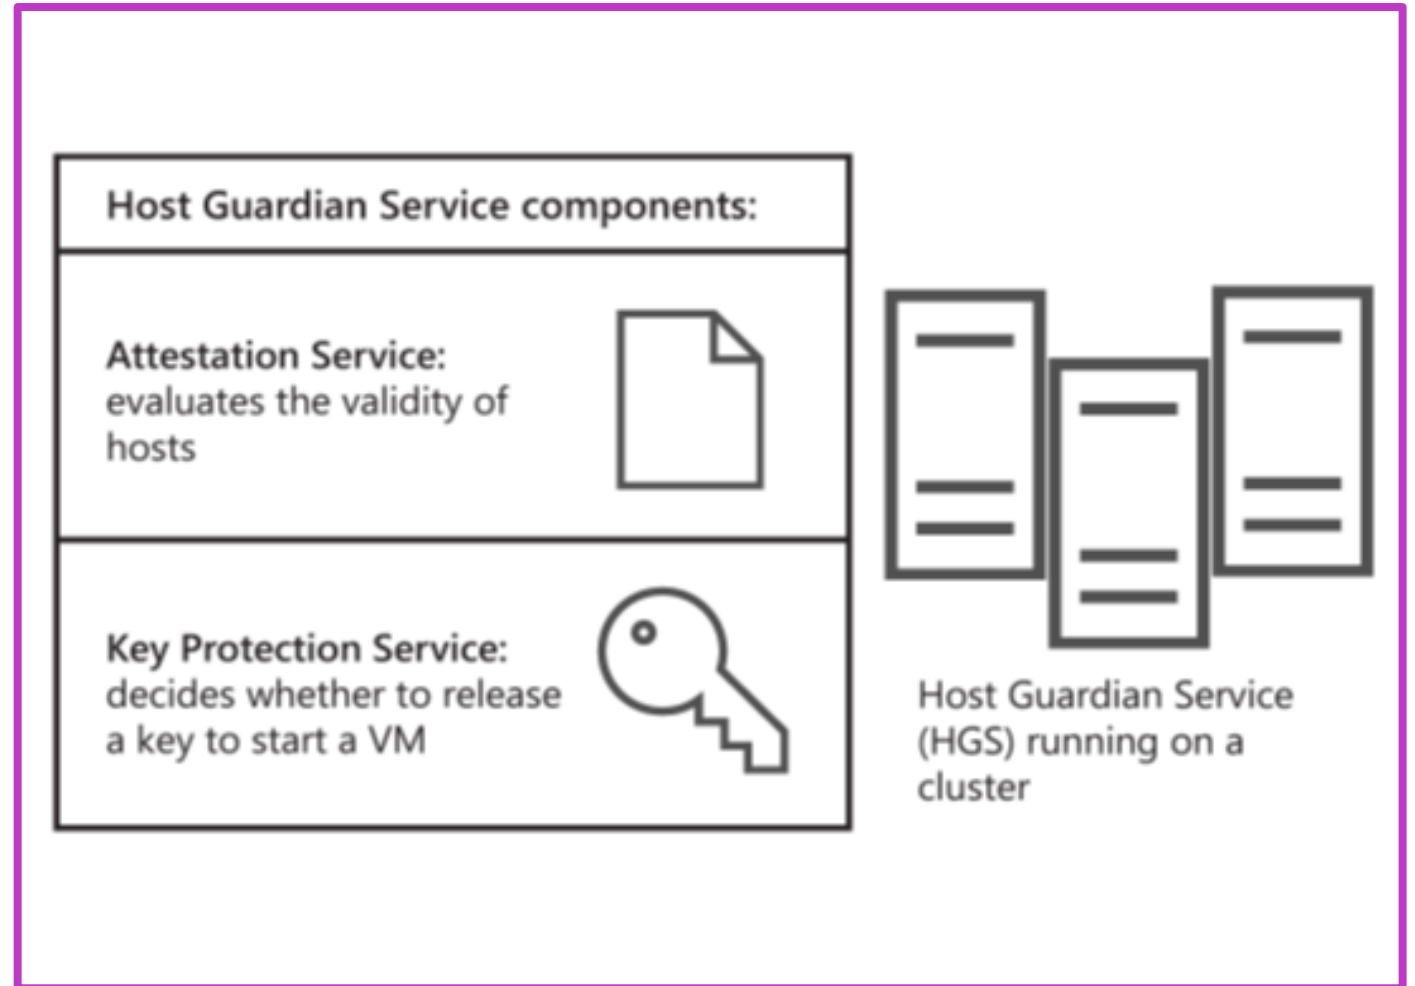 Host Guardian Service components:
Attestation Service:
evaluates the validity of
hosts
Key Protection Service:
decides whether to release
a key to start a VM
Host Guardian Service
(HGS) running on a
cluster